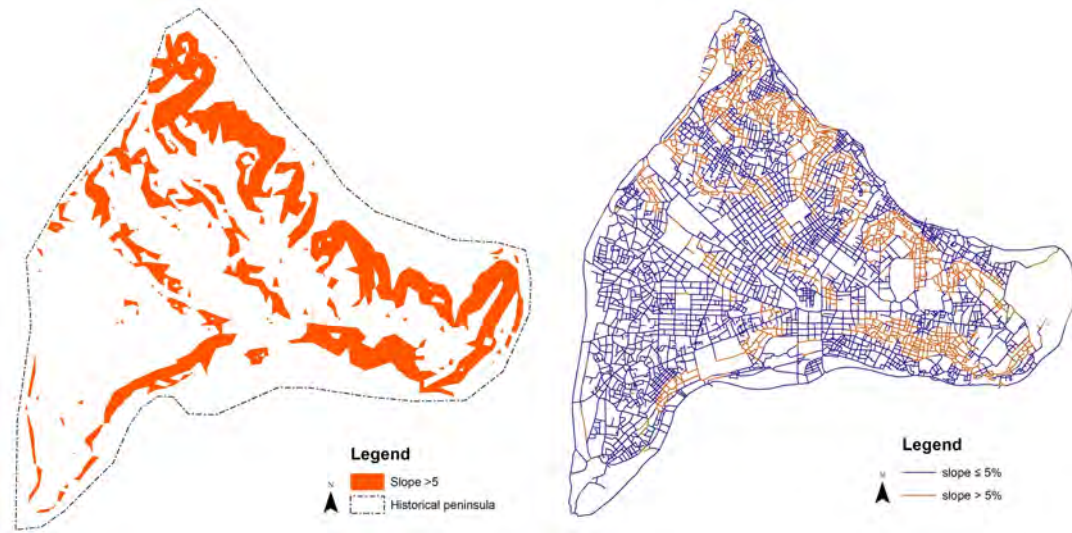 Legend
N
Slope >5
Historical peninsula
Legend
N
slope ≤ 5%
slope > 5%